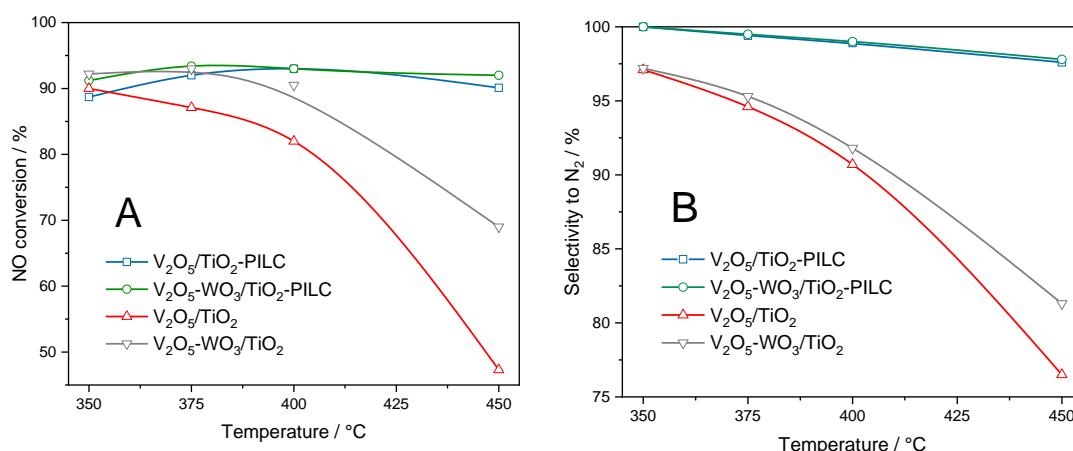 NO conversion / %
100
90
80
70
60
50
A
V₂O₅/TiO₂-PILC
V₂O₅-WO₃/TiO₂-PILC
V₂O₅/TiO₂
V₂O₅-WO₃/TiO₂
350 375 400 425 450
Temperature / °C
Selectivity to N₂ / %
100
95
90
85
80
75
B
V₂O₅/TiO₂-PILC
V₂O₅-WO₃/TiO₂-PILC
V₂O₅/TiO₂
V₂O₅-WO₃/TiO₂
350 375 400 425 450
Temperature / °C